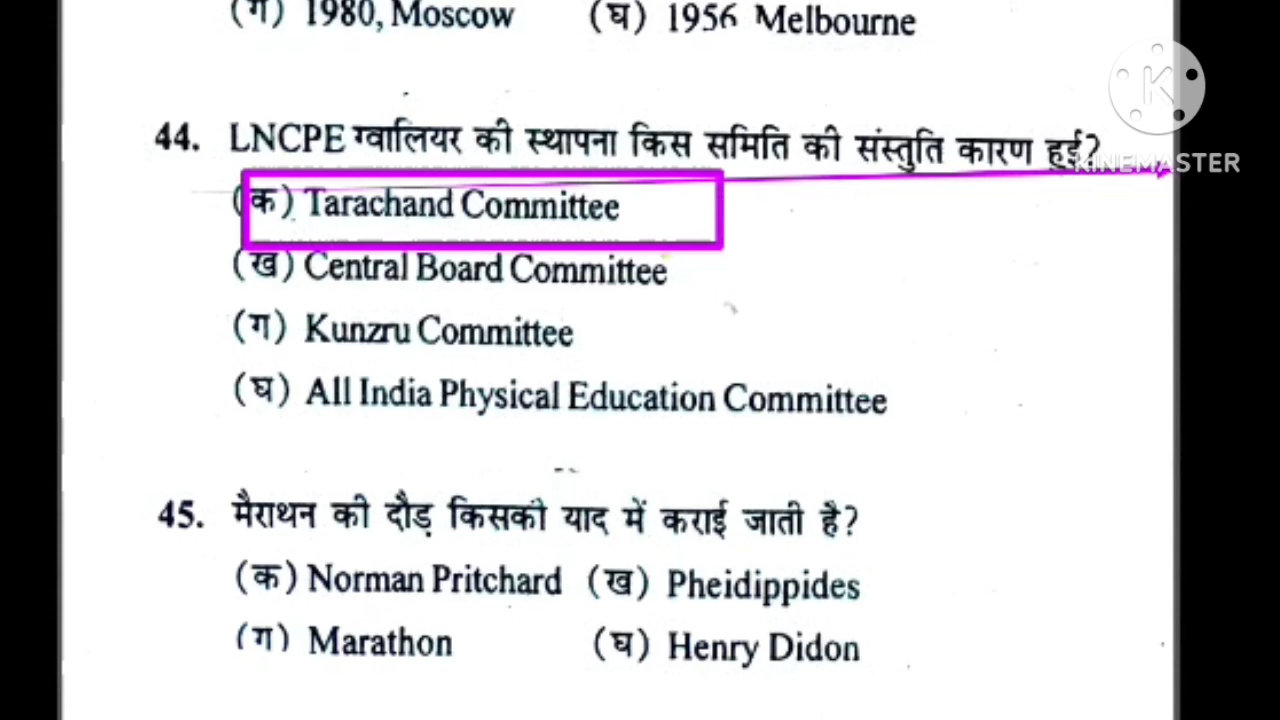 (ग) 1980, Moscow (घ) 1956 Melbourne
44. LNCPE ग्वालियर की स्थापना किस समिति की संस्तुति कारण हुई?
KINEMASTER
(क) Tarachand Committee
(ख) Central Board Committee
(ग) Kunzru Committee
(घ) All India Physical Education Committee
45. मैराथन की दौड़ किसकी याद में कराई जाती है?
(क) Norman Pritchard (ख) Pheidippides
(ग) Marathon (घ) Henry Didon